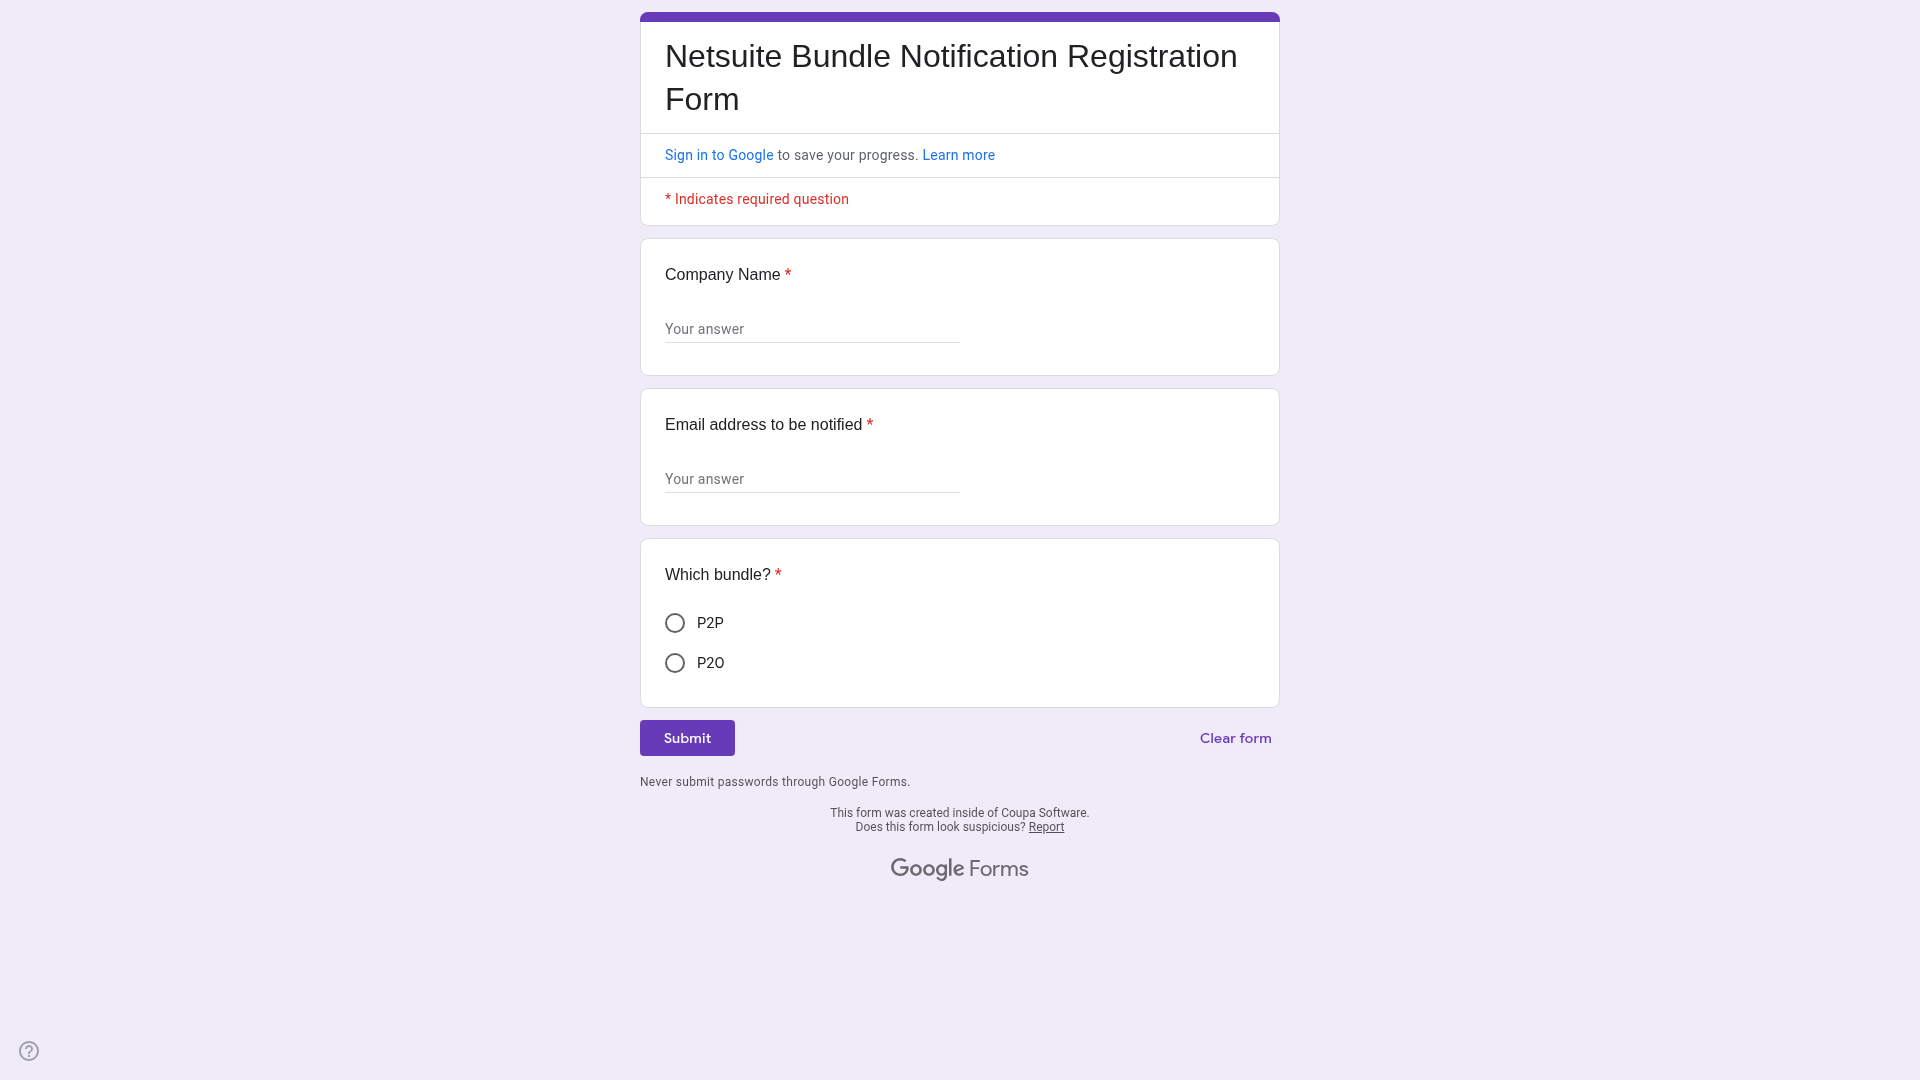 Netsuite Bundle Notification Registration
Form
Sign in to Google to save your progress. Learn more
* Indicates required question
Company Name *
Your answer
Email address to be notified *
Your answer
Which bundle? *
P2P
P2O
Submit
Clear form
Never submit passwords through Google Forms.
This form was created inside of Coupa Software.
Does this form look suspicious? Report
Google Forms